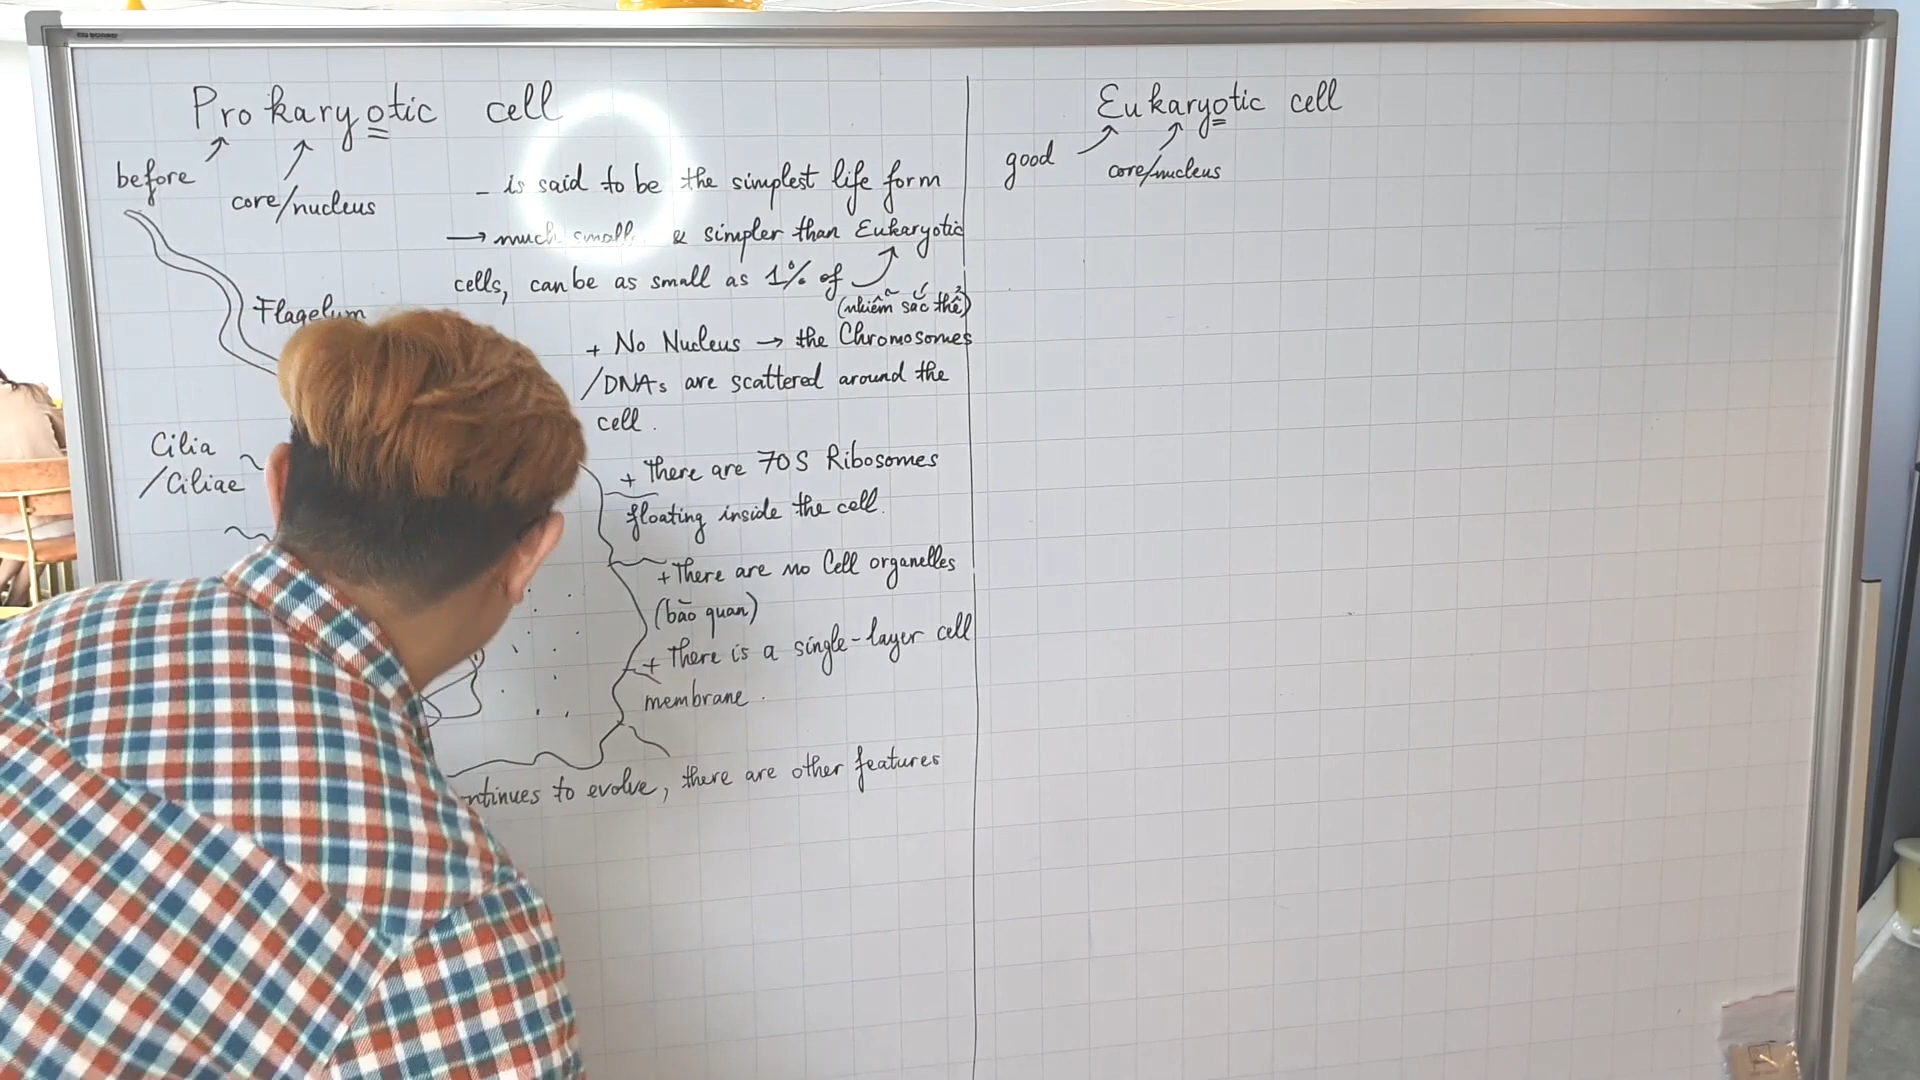 Prokaryotic cell
before
core/nucleus
- is said to be the simplest life form
→ much small & simpler than Eukaryotic
cells, can be as small as 1% of
(nhiễm sắc thể)
Flagelum
+ No Nucleus → the Chromosomes
/DNAs are scattered around the
cell.
Cilia
/Ciliae
+ There are 70S Ribosomes
floating inside the cell.
+ There are no Cell organelles
(bào quan)
+ There is a single-layer cell
membrane.
to evolve, there are other features
Eukaryotic cell
good
core/nucleus